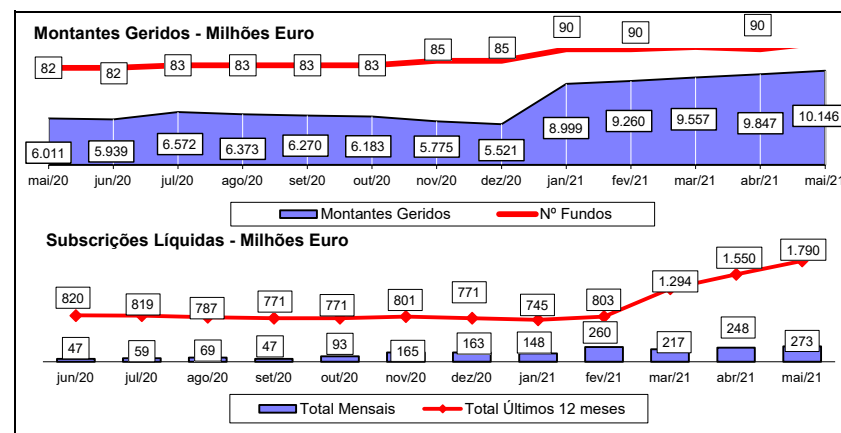 Montantes Geridos - Milhões Euro
82 82 83 83 83 83 85 85 90 90 90
6.011 5.939 6.572 6.373 6.270 6.183 5.775 5.521 8.999 9.260 9.557 9.847 10.146
mai/20 jun/20 jul/20 ago/20 set/20 out/20 nov/20 dez/20 jan/21 fev/21 mar/21 abr/21 mai/21
Montantes Geridos Nº Fundos
Subscrições Líquidas - Milhões Euro
820 819 787 771 771 801 771 745 803 1.294 1.550 1.790
47 59 69 47 93 165 163 148 260 217 248 273
jun/20 jul/20 ago/20 set/20 out/20 nov/20 dez/20 jan/21 fev/21 mar/21 abr/21 mai/21
Total Mensais Total Últimos 12 meses